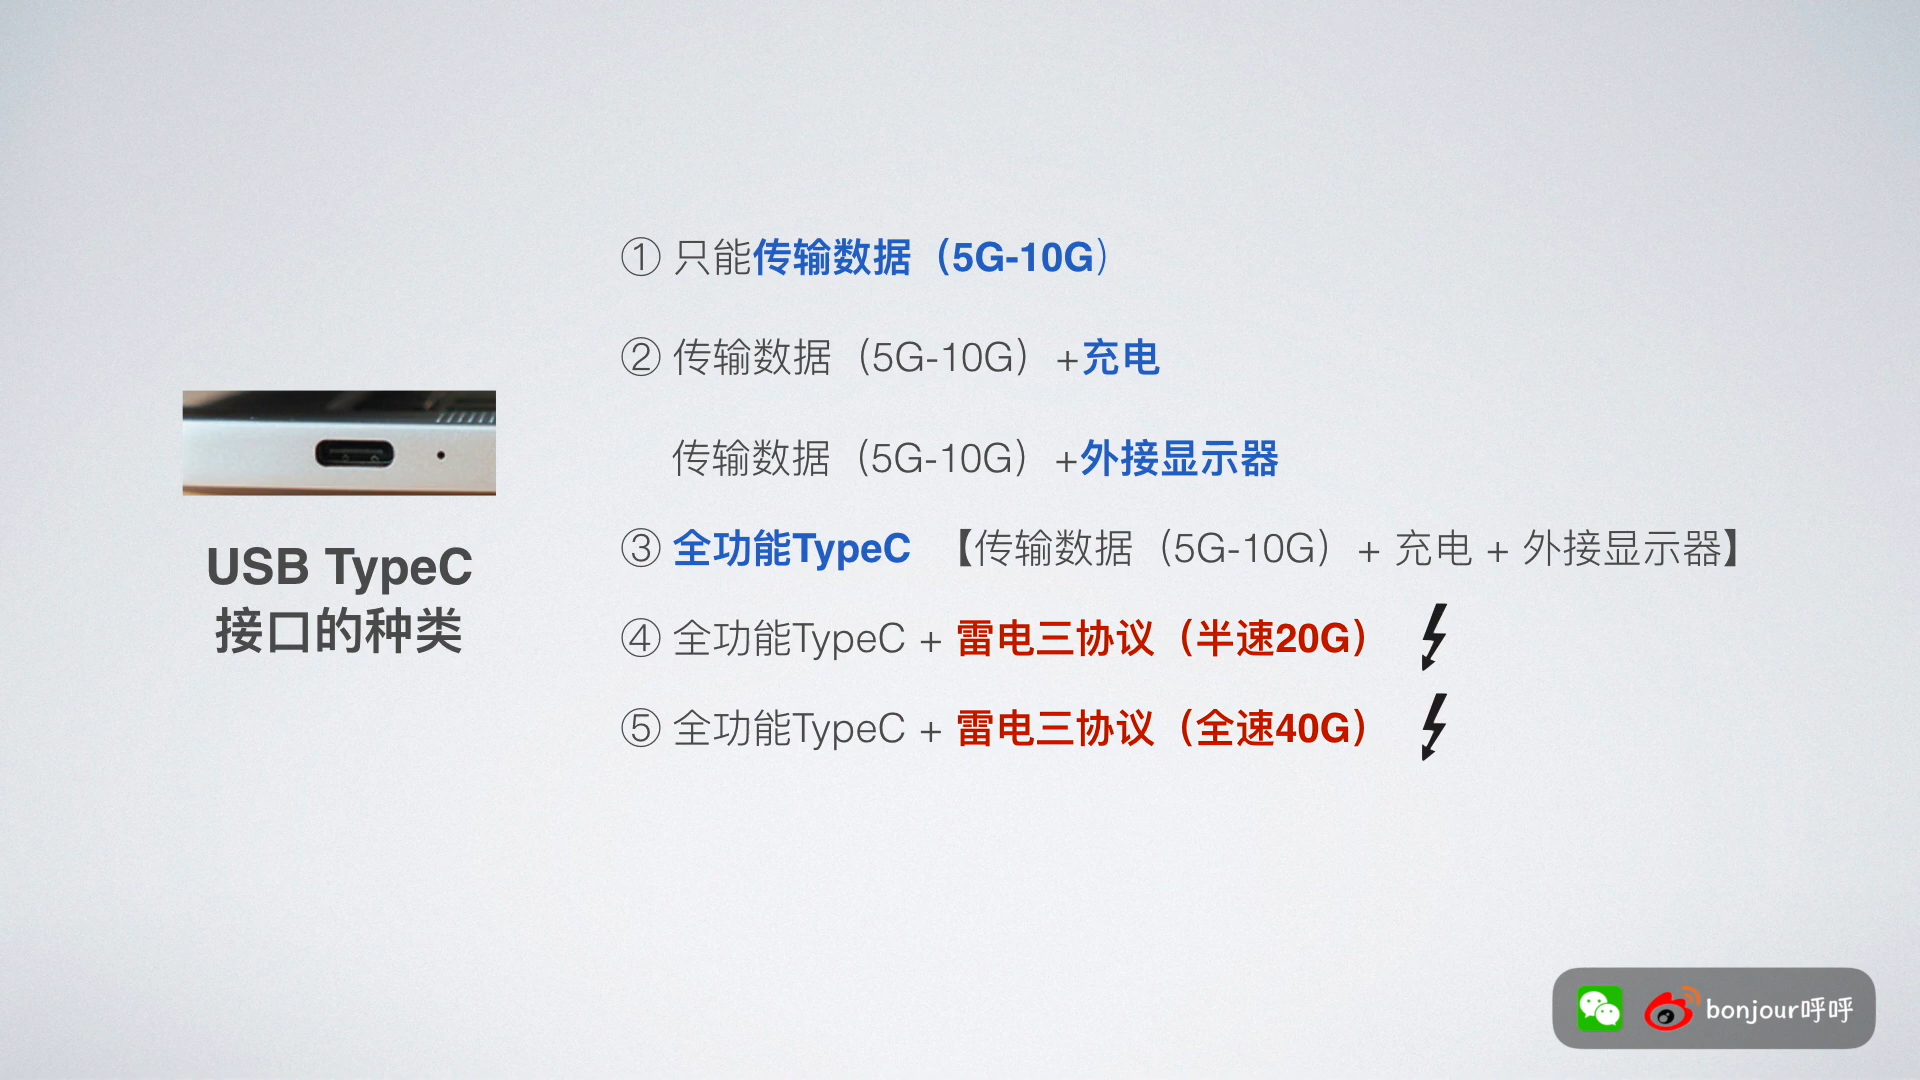 ① 只能传输数据（5G-10G）
② 传输数据（5G-10G）+充电
传输数据（5G-10G）+外接显示器
③ 全功能TypeC 【传输数据（5G-10G）+ 充电 + 外接显示器】
④ 全功能TypeC + 雷电三协议（半速20G）
⑤ 全功能TypeC + 雷电三协议（全速40G）
USB TypeC
接口的种类
bonjour呼呼